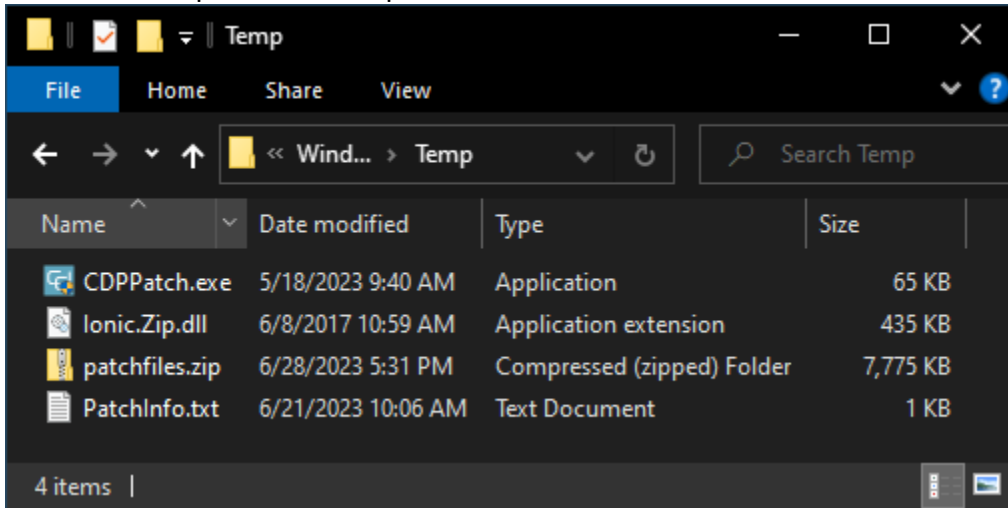 Temp
File Home Share View
« Wind... › Temp Search Temp
Name Date modified Type Size
CDPPatch.exe 5/18/2023 9:40 AM Application 65 KB
Ionic.Zip.dll 6/8/2017 10:59 AM Application extension 435 KB
patchfiles.zip 6/28/2023 5:31 PM Compressed (zipped) Folder 7,775 KB
PatchInfo.txt 6/21/2023 10:06 AM Text Document 1 KB
4 items